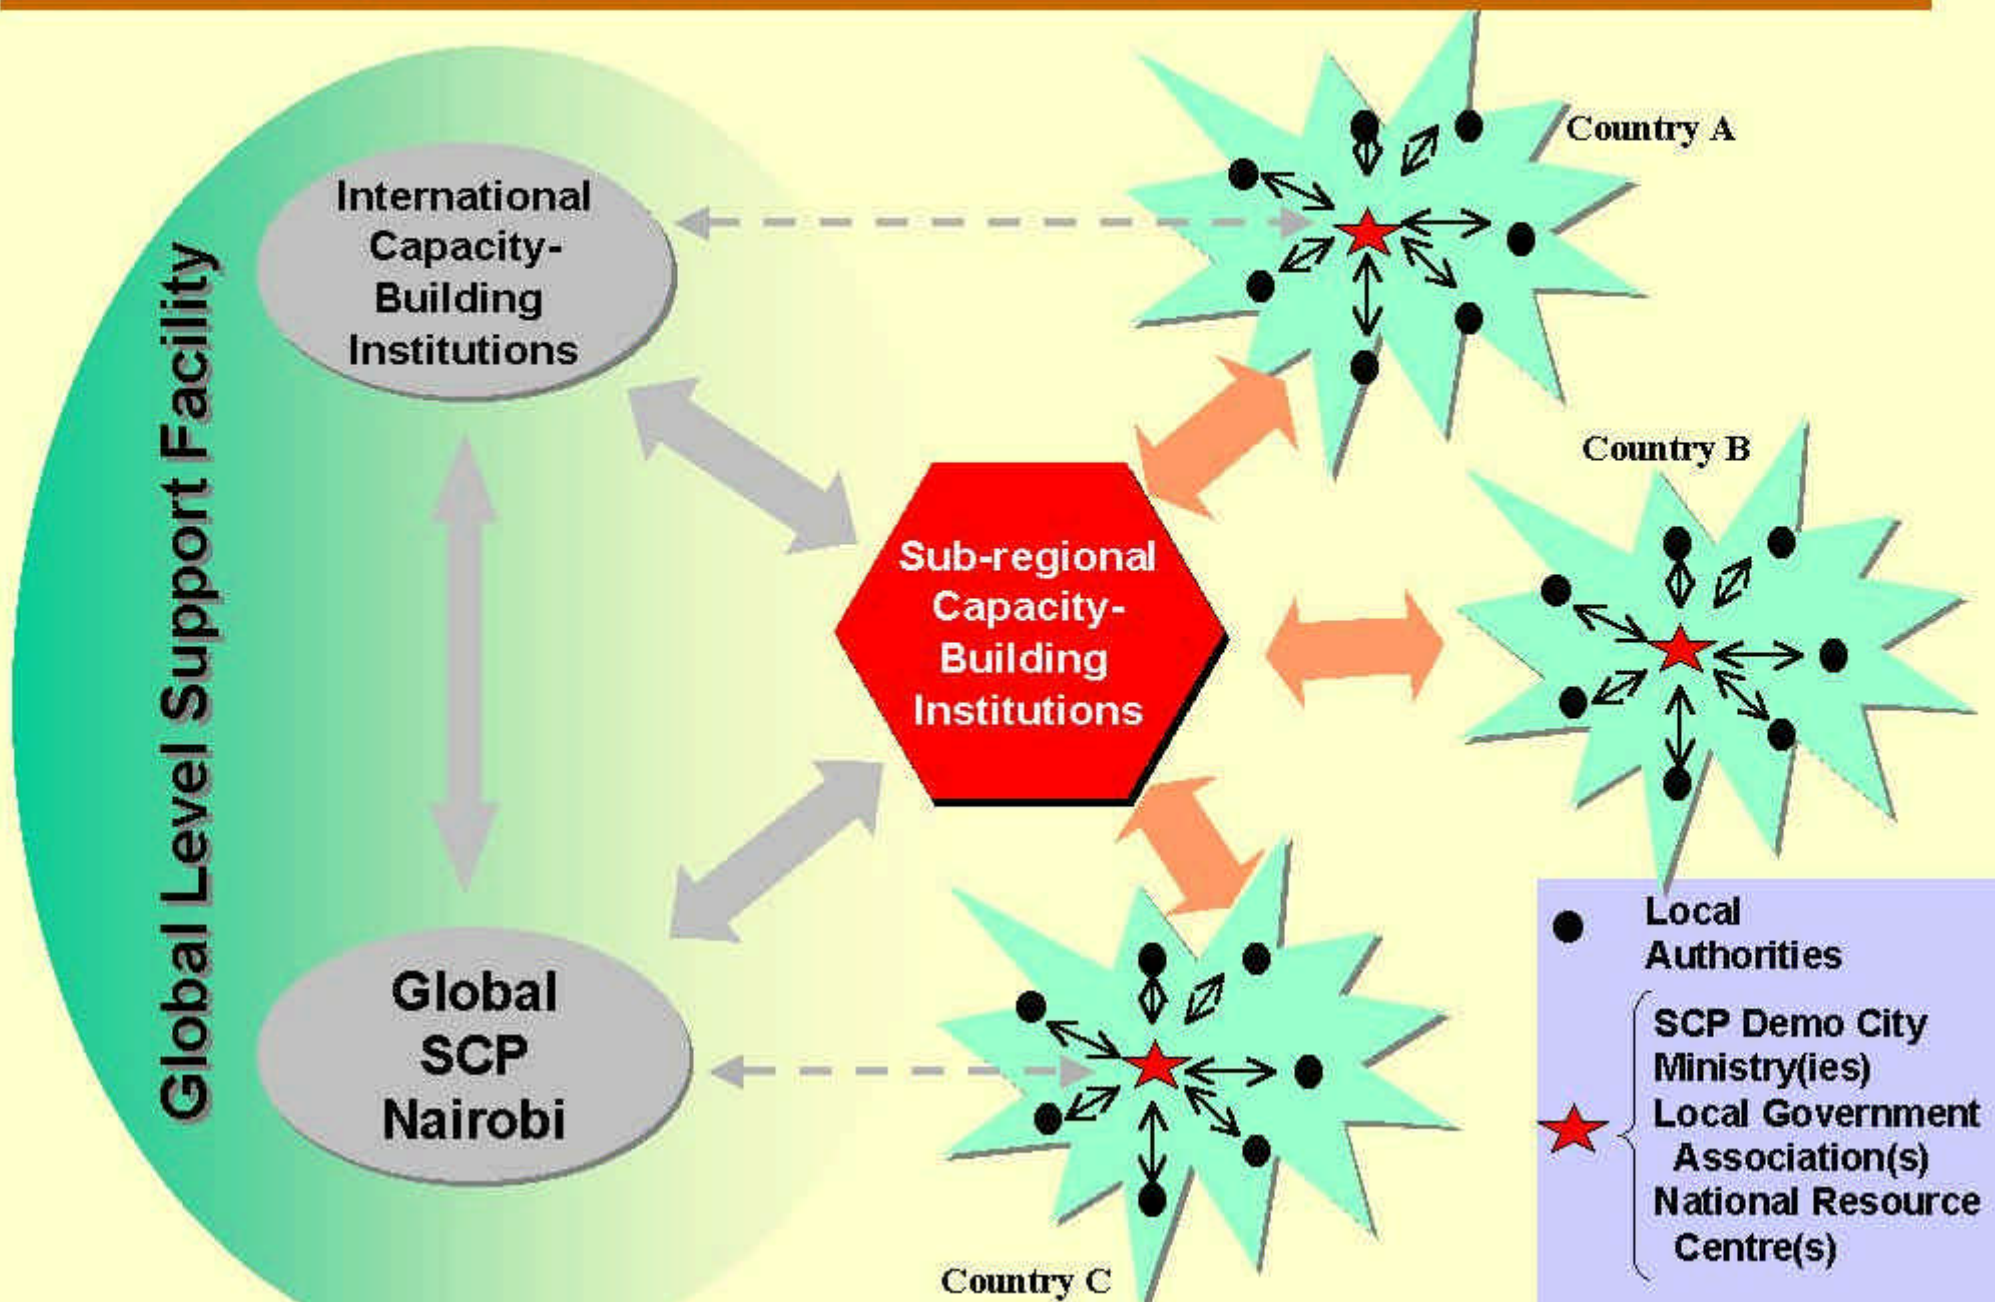 Global Level Support Facility
International
Capacity-
Building
Institutions
Global
SCP
Nairobi
Sub-regional
Capacity-
Building
Institutions
Country A
Country B
Country C
Local
Authorities
SCP Demo City
Ministry(ies)
Local Government
Association(s)
National Resource
Centre(s)